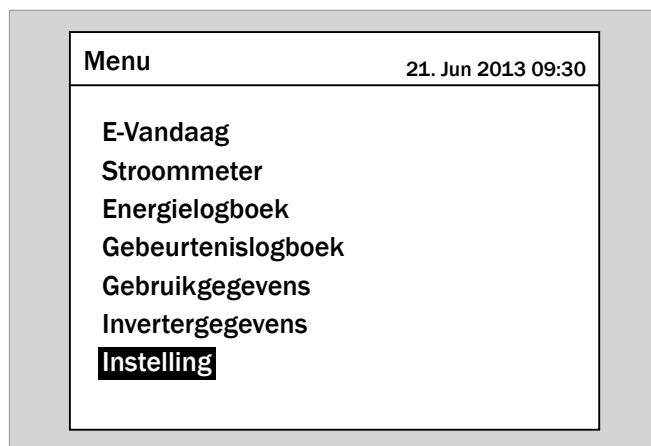 Menu
21. Jun 2013 09:30
E-Vandaag
Stroommeter
Energielogboek
Gebeurtenislogboek
Gebruikgegevens
Invertergegevens
Instelling